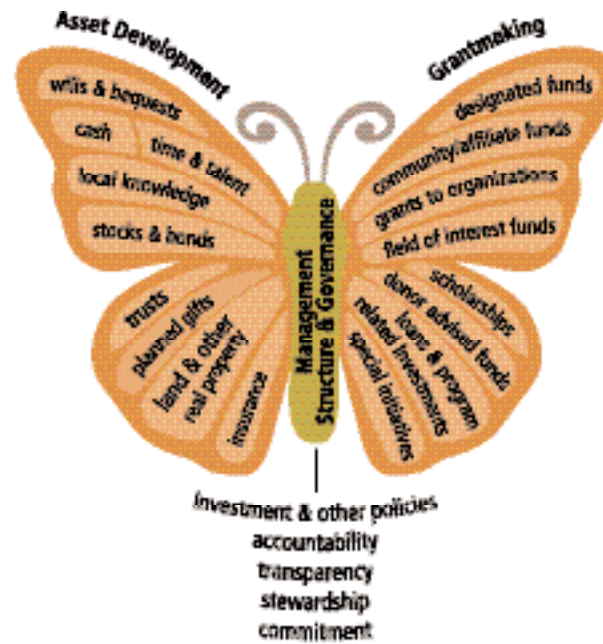 Asset Development
wills & bequests
cash
time & talent
local knowledge
stocks & bonds
trusts
planned gifts
land & other
real property
insurance
Management
Structure & Governance
Grantmaking
designated funds
community/affiliate funds
grants to organizations
field of interest funds
scholarships
donor advised funds
loans & program
related investments
special initiatives
investment & other policies
accountability
transparency
stewardship
commitment